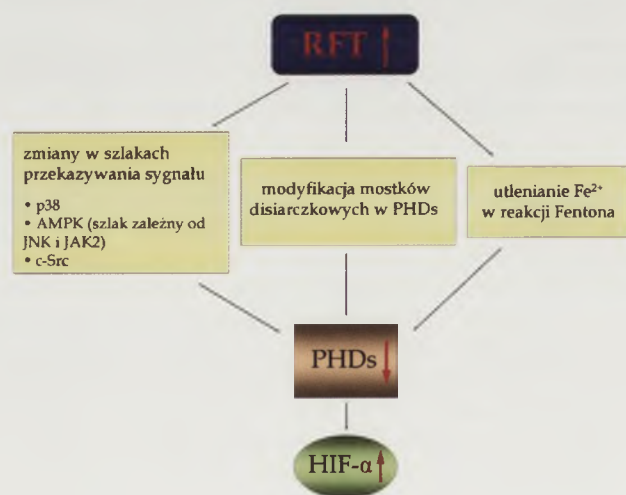 RFT ↑
zmiany w szlakach
przekazywania sygnału
• p38
• AMPK (szlak zależny od
JNK i JAK2)
• c-Src
modyfikacja mostków
disiarczkowych w PHDs
utlenianie Fe²⁺
w reakcji Fentona
PHDs ↓
HIF-α ↑